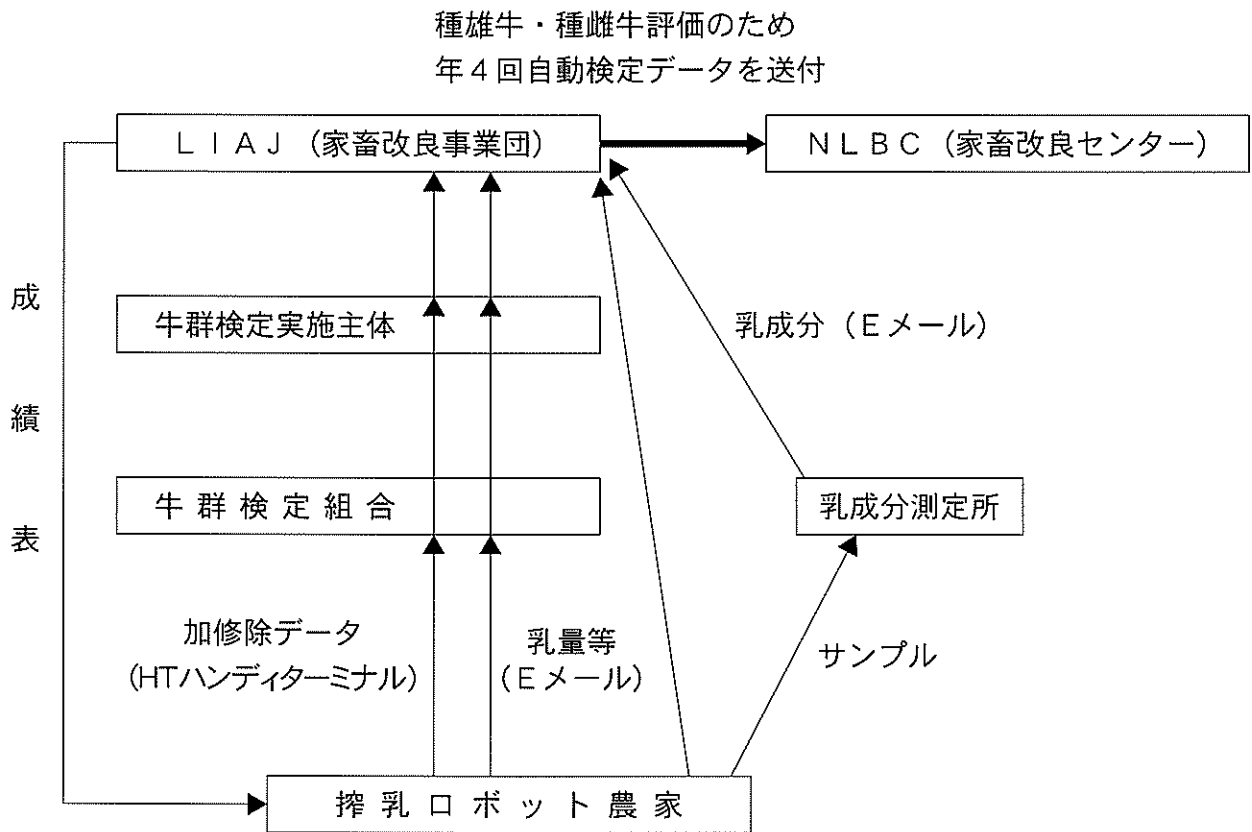 種雄牛・種雌牛評価のため
年４回自動検定データを送付
ＬＩＡＪ（家畜改良事業団）
ＮＬＢＣ（家畜改良センター）
成績表
牛群検定実施主体
乳成分（Ｅメール）
牛群検定組合
乳成分測定所
加修除データ
(HTハンディターミナル)
乳量等
（Ｅメール）
サンプル
搾乳ロボット農家